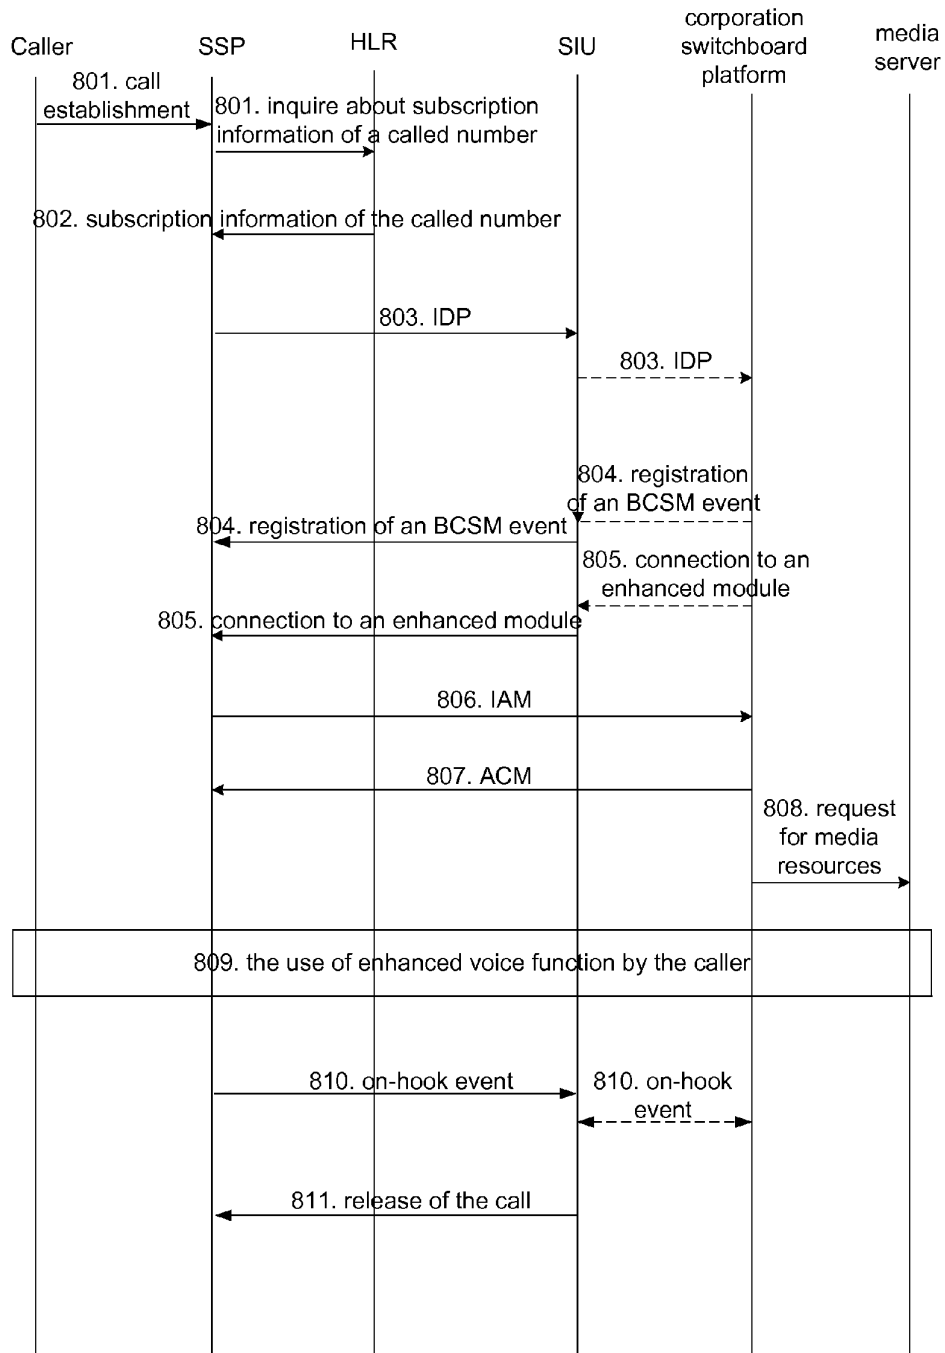 Caller
SSP
HLR
SIU
corporation
switchboard
platform
media
server
801. call
establishment
801. inquire about subscription
information of a called number
802. subscription information of the called number
803. IDP
803. IDP
804. registration
of an BCSM event
804. registration of an BCSM event
805. connection to an
enhanced module
805. connection to an enhanced module
806. IAM
807. ACM
808. request
for media
resources
809. the use of enhanced voice function by the caller
810. on-hook event
810. on-hook
event
811. release of the call